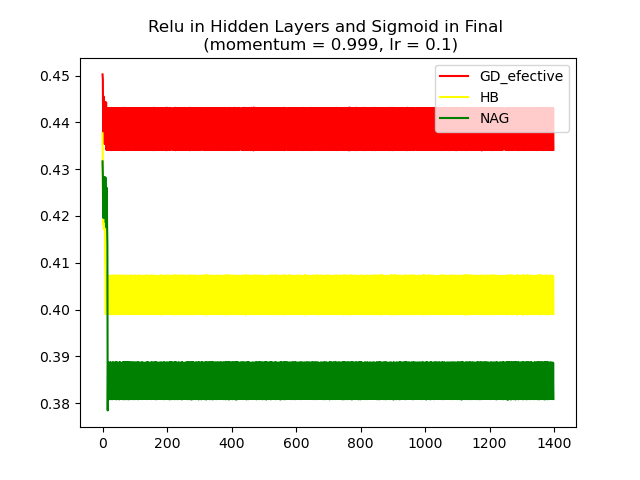 Relu in Hidden Layers and Sigmoid in Final
(momentum = 0.999, lr = 0.1)
GD_efective
HB
NAG
0.45
0.44
0.43
0.42
0.41
0.40
0.39
0.38
0 200 400 600 800 1000 1200 1400